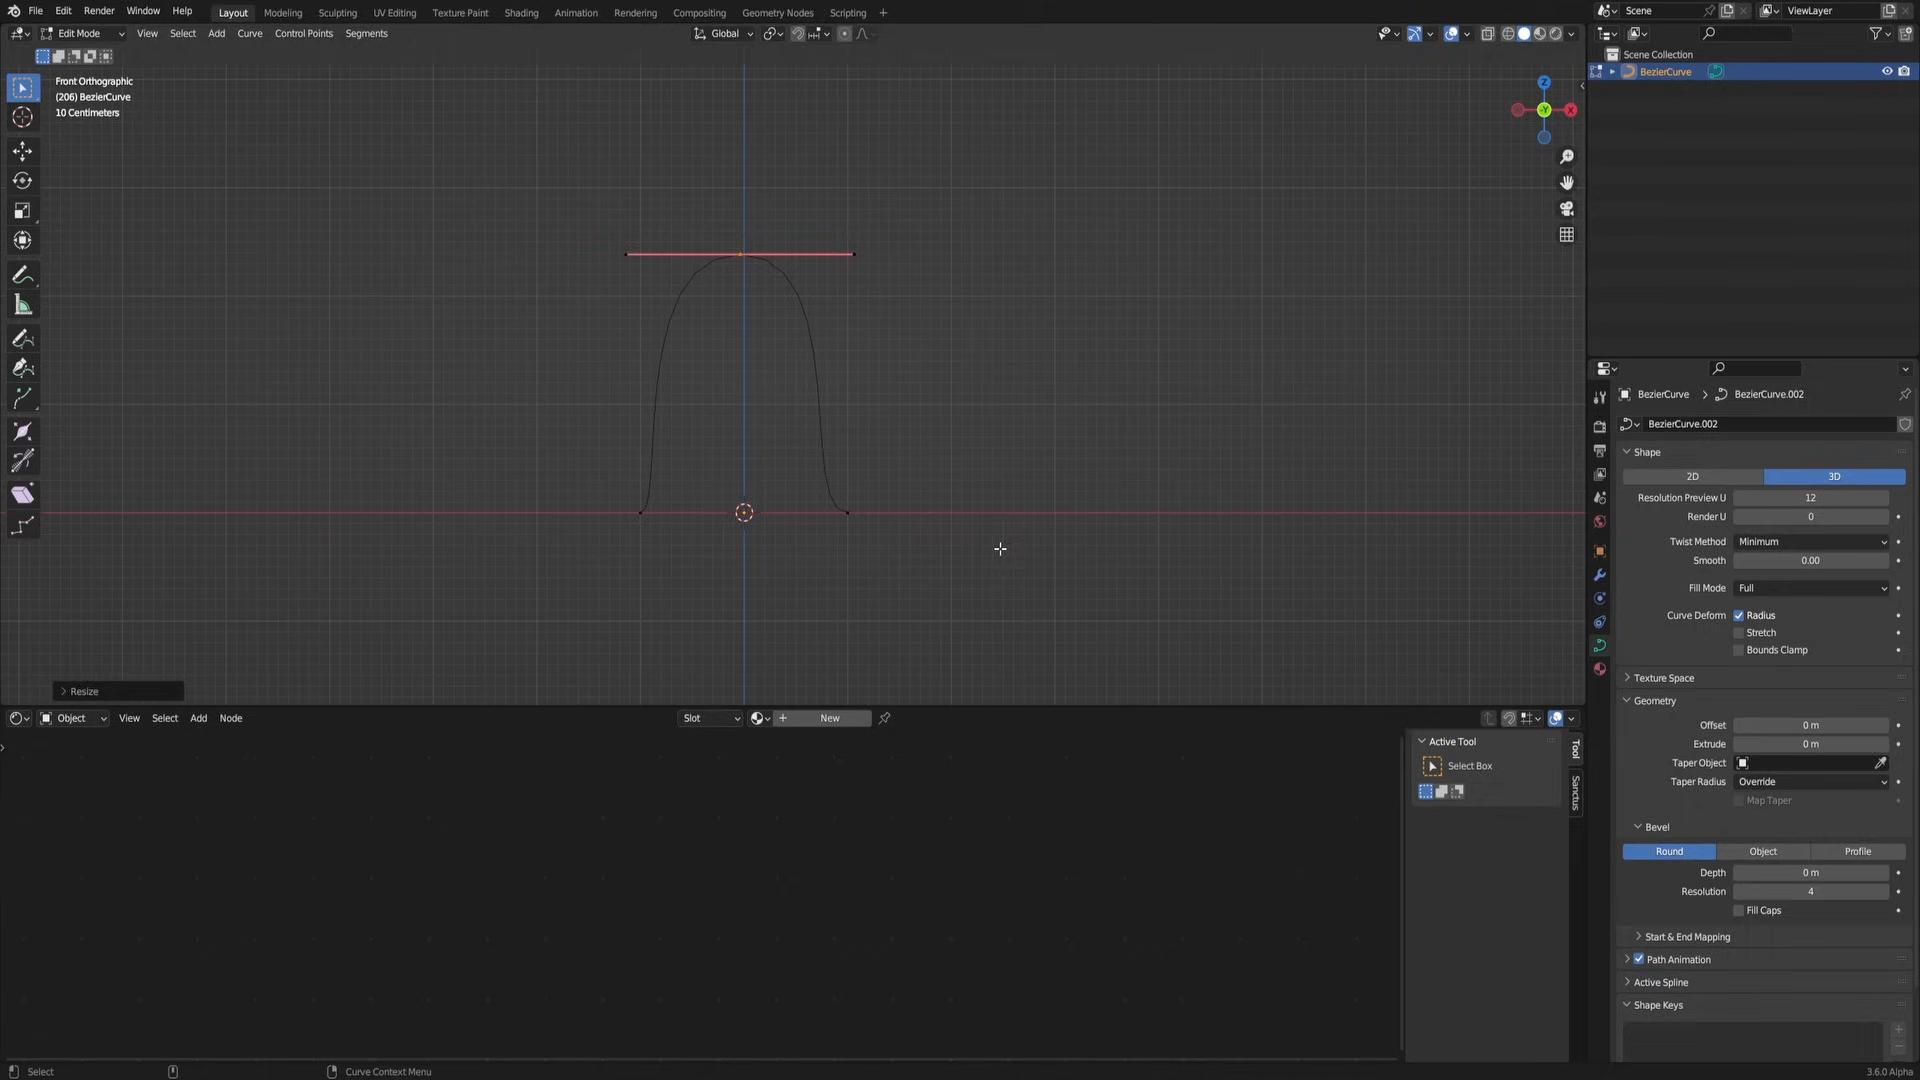 File Edit Render Window Help Layout Modeling Sculpting UV Editing Texture Paint Shading Animation Rendering Compositing Geometry Nodes Scripting + Scene ViewLayer
Edit Mode View Select Add Curve Control Points Segments Global
Scene Collection
BezierCurve
Front Orthographic
(206) BezierCurve
10 Centimeters
Z
-Y
X
BezierCurve > BezierCurve.002
BezierCurve.002
Shape
2D 3D
Resolution Preview U 12
Render U 0
Twist Method Minimum
Smooth 0.00
Fill Mode Full
Curve Deform Radius
Stretch
Bounds Clamp
Texture Space
Geometry
Offset 0 m
Extrude 0 m
Taper Object
Taper Radius Override
Map Taper
Bevel
Round Object Profile
Depth 0 m
Resolution 4
Fill Caps
Start & End Mapping
Path Animation
Active Spline
Shape Keys
Resize
Object View Select Add Node Slot New
Active Tool
Select Box
Tool
Sanctus
Select Curve Context Menu 3.6.0 Alpha